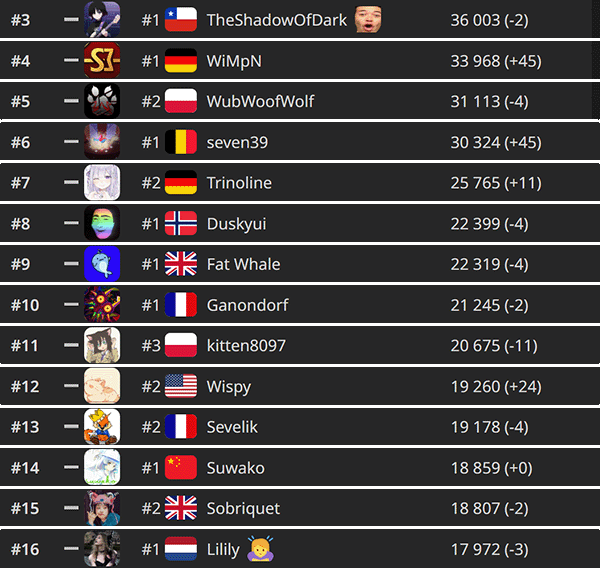 #3 #1 TheShadowOfDark 36 003 (-2)
#4 #1 WiMpN 33 968 (+45)
#5 #2 WubWoofWolf 31 113 (-4)
#6 #1 seven39 30 324 (+45)
#7 #2 Trinoline 25 765 (+11)
#8 #1 Duskyui 22 399 (-4)
#9 #1 Fat Whale 22 319 (-4)
#10 #1 Ganondorf 21 245 (-2)
#11 #3 kitten8097 20 675 (-11)
#12 #2 Wispy 19 260 (+24)
#13 #2 Sevelik 19 178 (-4)
#14 #1 Suwako 18 859 (+0)
#15 #2 Sobriquet 18 807 (-2)
#16 #1 Lilily 17 972 (-3)